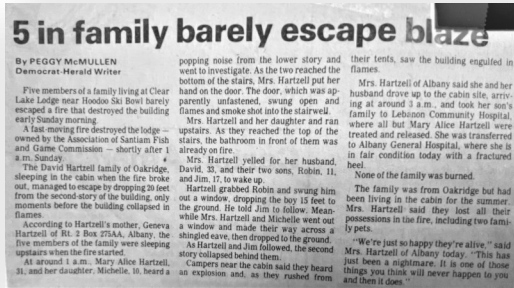 5 in family barely escape blaze
By PEGGY McMULLEN
Democrat-Herald Writer
Five members of a family living at Clear
Lake Lodge near Hoodoo Ski Bowl barely
escaped a fire that destroyed the building
early Sunday morning.
A fast-moving fire destroyed the lodge —
owned by the Association of Santiam Fish
and Game Commission — shortly after 1
a.m. Sunday.
The David Hartzell family of Oakridge,
sleeping in the cabin when the fire broke
out, managed to escape by dropping 20 feet
from the second-story of the building, only
moments before the building collapsed in
flames.
According to Hartzell's mother, Geneva
Hartzell of Rt. 2 Box 275AA, Albany, the
five members of the family were sleeping
upstairs when the fire started.
At around 1 a.m., Mary Alice Hartzell,
31, and her daughter, Michelle, 10, heard a
popping noise from the lower story and
went to investigate. As the two reached the
bottom of the stairs, Mrs. Hartzell put her
hand on the door. The door, which was ap-
parently unfastened, swung open and
flames and smoke shot into the stairwell.
Mrs. Hartzell and her daughter and ran
upstairs. As they reached the top of the
stairs, the bathroom in front of them was
already on fire.
Mrs. Hartzell yelled for her husband,
David, 33, and their two sons, Robin, 11,
and Jim, 17, to wake up.
Hartzell grabbed Robin and swung him
out a window, dropping the boy 15 feet to
the ground. He told Jim to follow. Mean-
while Mrs. Hartzell and Michelle went out
a window and made their way across a
shingled eave, then dropped to the ground.
As Hartzell and Jim followed, the second
story collapsed behind them.
Campers near the cabin said they heard
an explosion and, as they rushed from
their tents, saw the building engulfed in
flames.
Mrs. Hartzell of Albany said she and her
husband drove up to the cabin site, arriv-
ing at around 3 a.m., and took her son's
family to Lebanon Community Hospital,
where all but Mary Alice Hartzell were
treated and released. She was transferred
to Albany General Hospital, where she is
in fair condition today with a fractured
heel.
None of the family was burned.
The family was from Oakridge but had
been living in the cabin for the summer.
Mrs. Hartzell said they lost all their
possessions in the fire, including two fami-
ly pets.
"We're just so happy they're alive," said
Mrs. Hartzell of Albany today. "This has
just been a nightmare. It is one of those
things you think will never happen to you
and then it does."